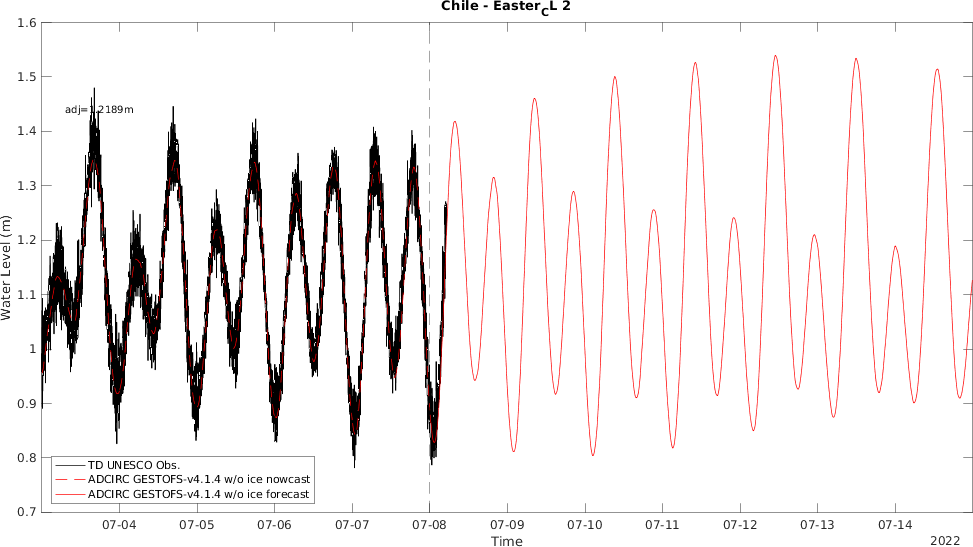 Chile - Easter_CL 2
1.6
1.5
1.4
1.3
1.2
1.1
1
0.9
0.8
0.7
Water Level (m)
adj=1.2189m
TD UNESCO Obs.
ADCIRC GESTOFS-v4.1.4 w/o ice nowcast
ADCIRC GESTOFS-v4.1.4 w/o ice forecast
07-04 07-05 07-06 07-07 07-08 07-09 07-10 07-11 07-12 07-13 07-14
Time
2022